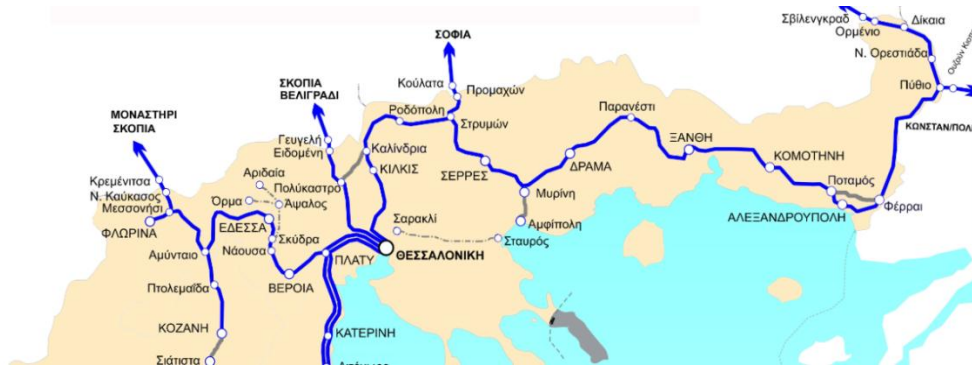 Σβίλενγκραδ
Δίκαια
Ορμένιο
Ν. Ορεστιάδα
Πύθιο
ΚΩΝΣΤΑΝ/ΠΟΛ
ΣΟΦΙΑ
Κούλατα
Προμαχών
Ροδόπολη
Στρυμών
ΣΚΟΠΙΑ
ΒΕΛΙΓΡΑΔΙ
Γευγελή
Ειδομένη
Καλίνδρια
ΚΙΛΚΙΣ
Παρανέστι
ΞΑΝΘΗ
ΔΡΑΜΑ
ΣΕΡΡΕΣ
ΚΟΜΟΤΗΝΗ
Ποταμός
Φέρραι
ΑΛΕΞΑΝΔΡΟΥΠΟΛΗ
ΜΟΝΑΣΤΗΡΙ
ΣΚΟΠΙΑ
Κρεμένιτσα
Ν. Καύκασος
Μεσσονήσι
ΦΛΩΡΙΝΑ
Αριδαία
Πολύκαστρο
Όρμα
Άψαλος
ΕΔΕΣΣΑ
Σκύδρα
Νάουσα
Αμύνταιο
Μυρίνη
Αμφίπολη
Σαρακλί
Σταυρός
ΘΕΣΣΑΛΟΝΙΚΗ
ΠΛΑΤΥ
ΒΕΡΟΙΑ
Πτολεμαΐδα
ΚΟΖΑΝΗ
ΚΑΤΕΡΙΝΗ
Σιάτιστα